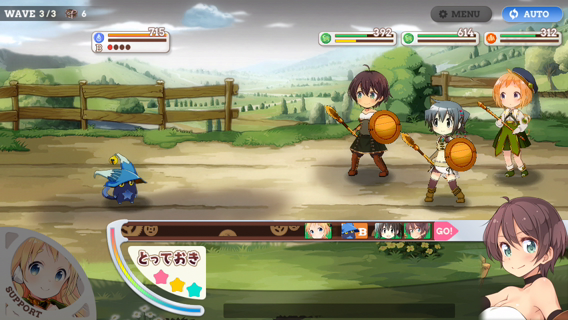 WAVE 3/3 6
MENU
AUTO
715
392
614
312
B
GO!
とっておき
SUPPORT